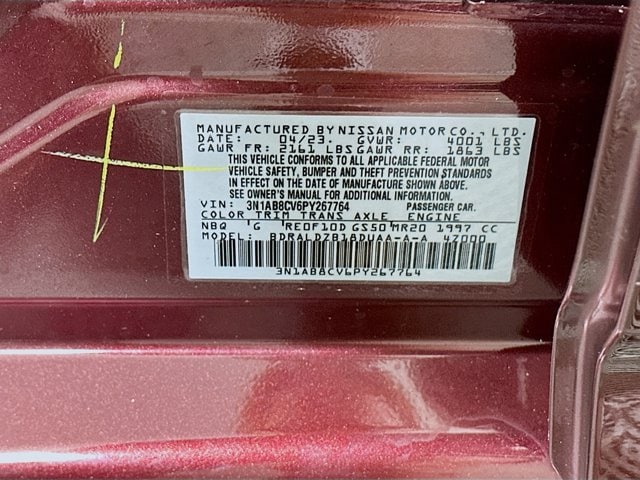 MANUFACTURED BY NISSAN MOTOR CO., LTD.
DATE: 04/23. GVWR: 4001 LBS
GAWR FR: 2161 LBS GAWR RR: 1863 LBS
THIS VEHICLE CONFORMS TO ALL APPLICABLE FEDERAL MOTOR
VEHICLE SAFETY, BUMPER AND THEFT PREVENTION STANDARDS
IN EFFECT ON THE DATE OF MANUFACTURE SHOWN ABOVE.
SEE OWNER'S MANUAL FOR ADDITIONAL INFORMATION.
VIN: 3N1AB8CV6PY267764 PASSENGER CAR.
COLOR TRIM TRANS AXLE ENGINE
NBQ 'G RE0F10D GS50 MR20 1997 CC
MODEL: BDRALDZB18DUAA-A-A 4Z000
3N1AB8CV6PY267764